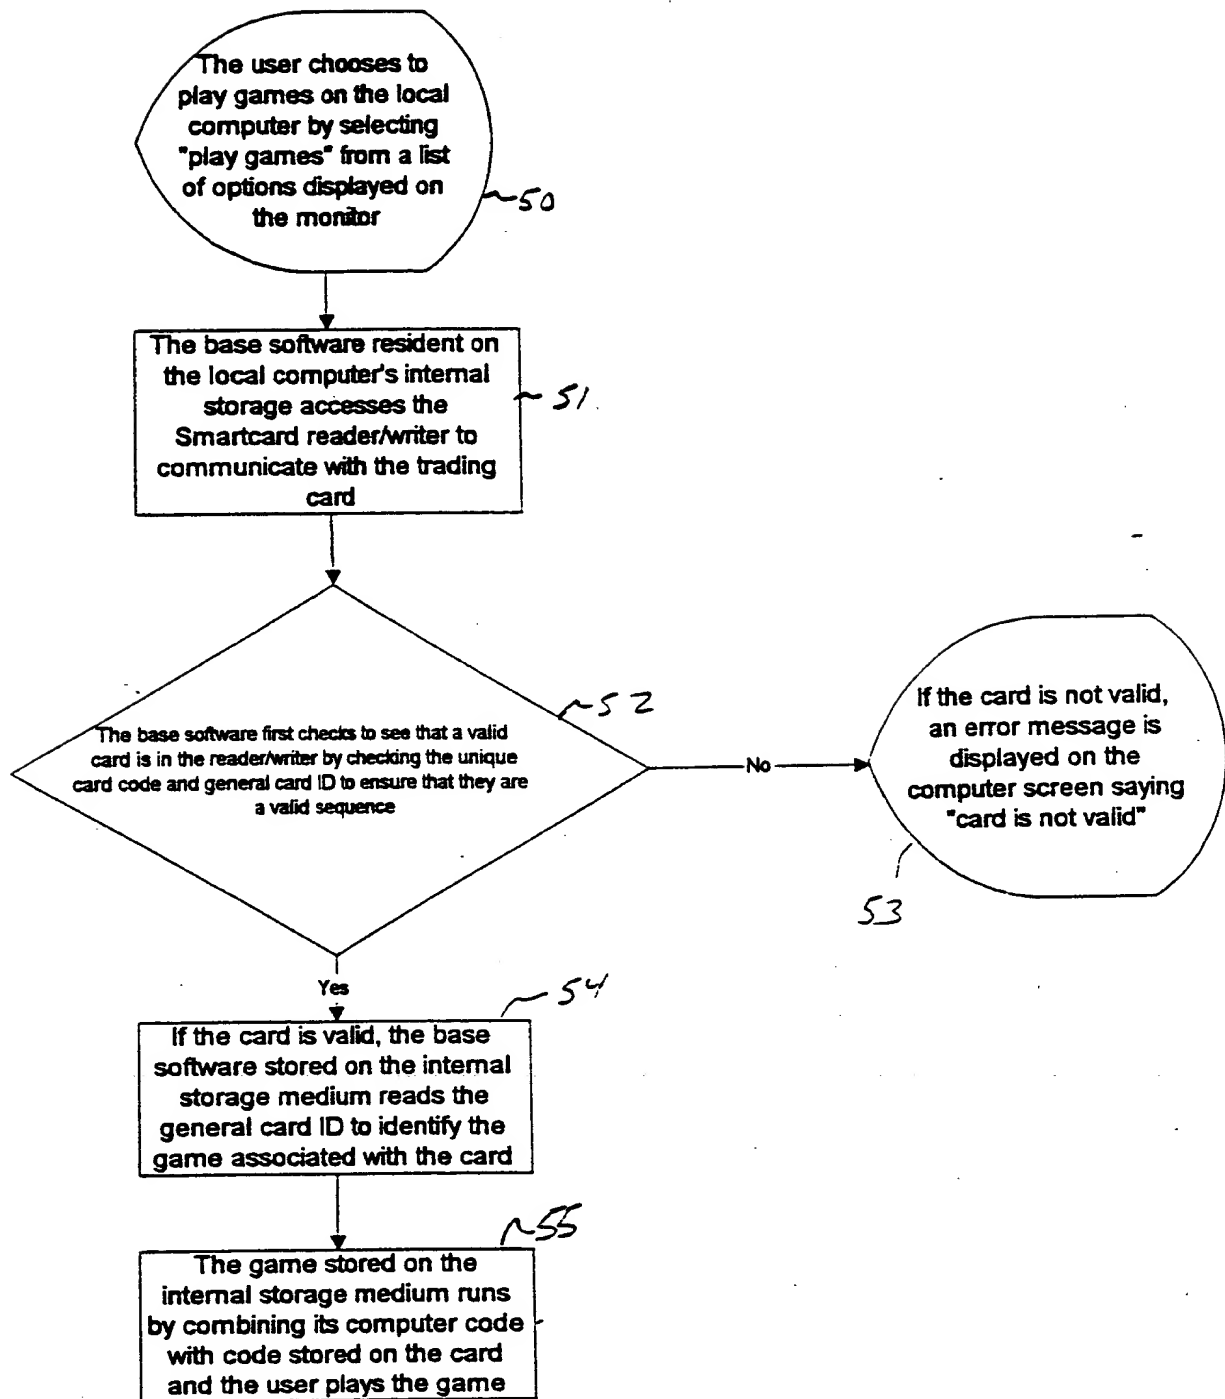 The user chooses to
play games on the local
computer by selecting
"play games" from a list
of options displayed on
the monitor
~50
The base software resident on
the local computer's internal
storage accesses the
Smartcard reader/writer to
communicate with the trading
card
~51
The base software first checks to see that a valid
card is in the reader/writer by checking the unique
card code and general card ID to ensure that they are
a valid sequence
~52
No
If the card is not valid,
an error message is
displayed on the
computer screen saying
"card is not valid"
53
Yes
54
If the card is valid, the base
software stored on the internal
storage medium reads the
general card ID to identify the
game associated with the card
~55
The game stored on the
internal storage medium runs
by combining its computer code
with code stored on the card
and the user plays the game